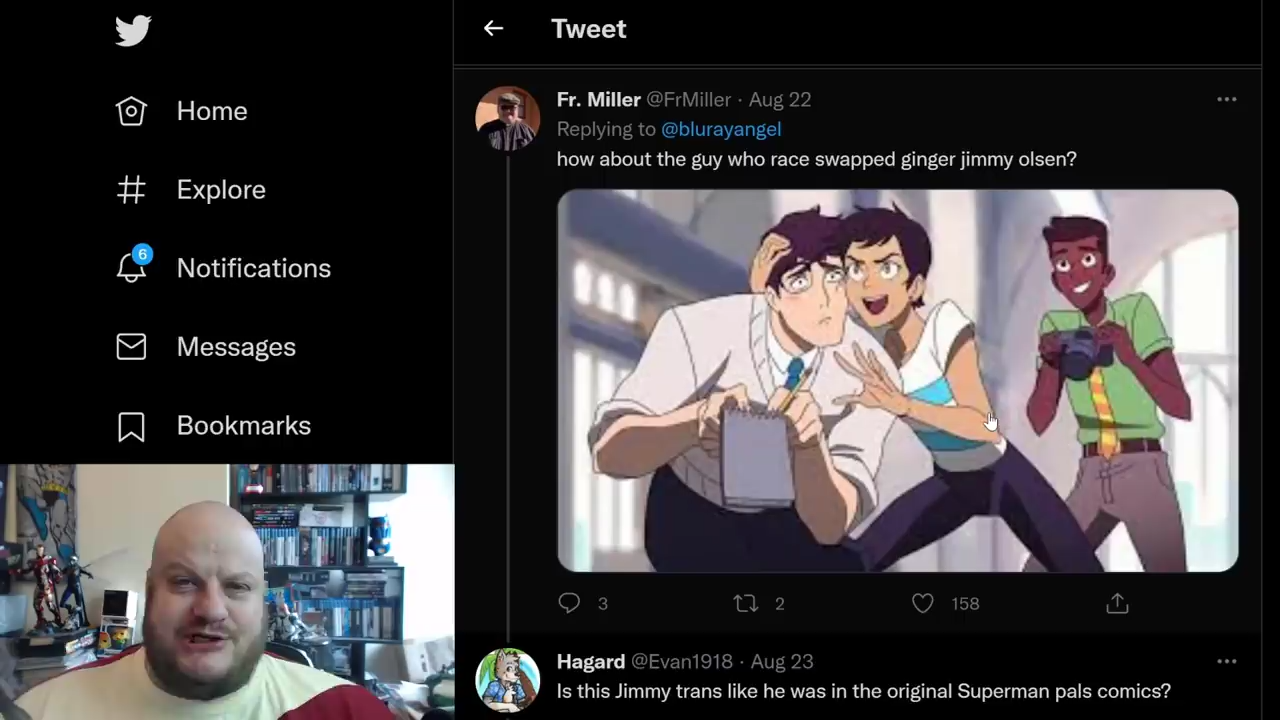 Tweet
Home
Explore
6
Notifications
Messages
Bookmarks
Fr. Miller @FrMiller · Aug 22
Replying to @blurayangel
how about the guy who race swapped ginger jimmy olsen?
3
2
158
Hagard @Evan1918 · Aug 23
Is this Jimmy trans like he was in the original Superman pals comics?